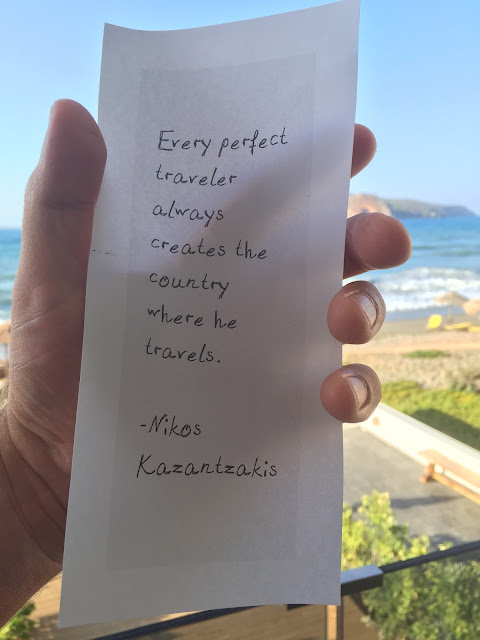 Every perfect
traveler
always
creates the
country
where he
travels.
-Nikos
Kazantzakis